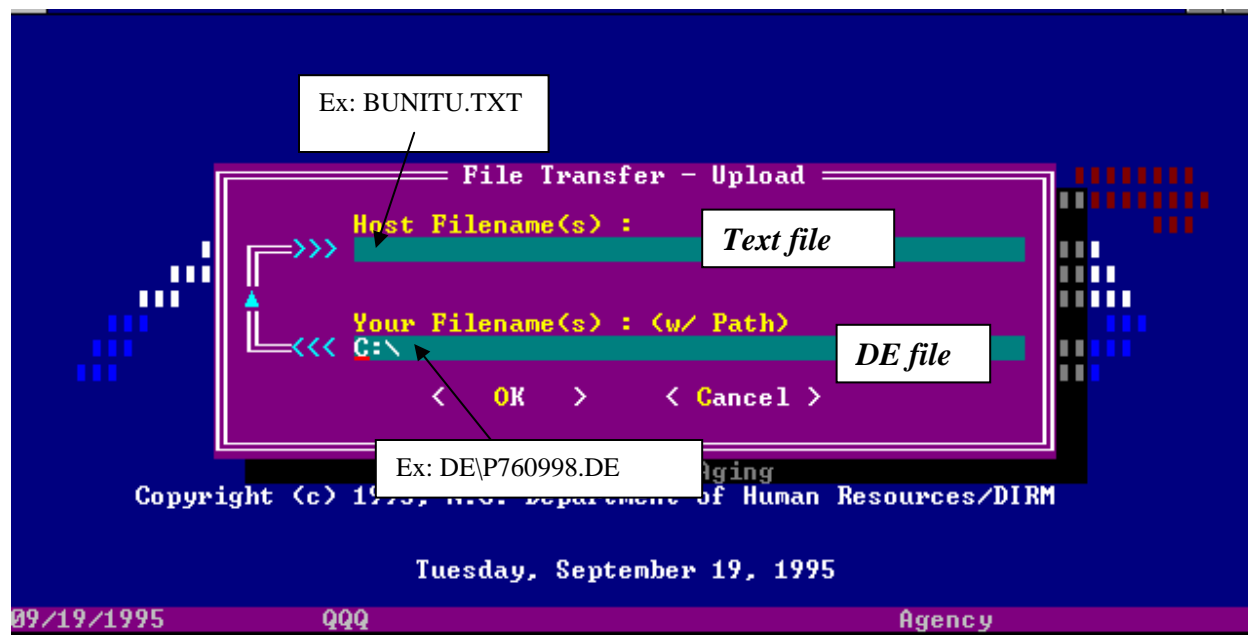 Ex: BUNITU.TXT
File Transfer - Upload
Host Filename(s) :
Text file
>>>
Your Filename(s) : (w/ Path)
<<< C:\
DE file
< OK > < Cancel >
Ex: DE\P760998.DE
Aging
Copyright (c) of Human Resources/DIRM
Tuesday, September 19, 1995
09/19/1995 QQQ Agency